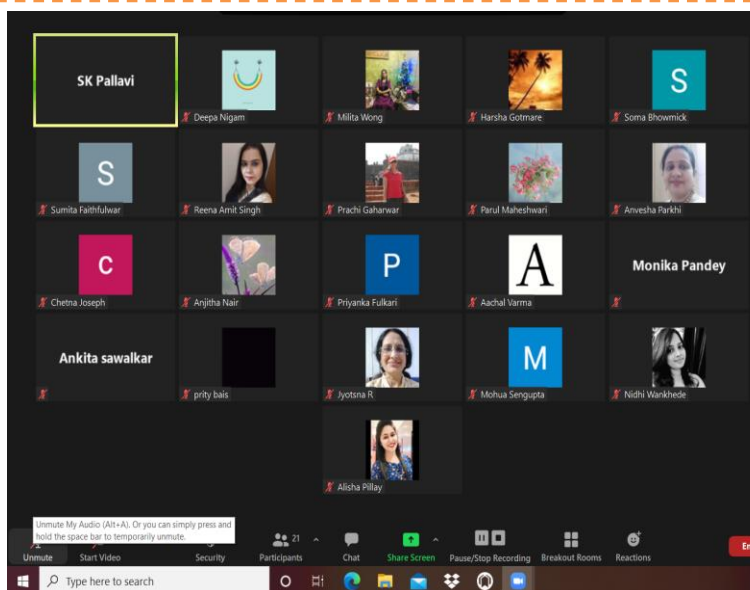 SK Pallavi
Deepa Nigam
Milita Wong
Harsha Gotmare
S
Soma Bhowmick
S
Sumita Faithfulwar
Reena Amit Singh
Prachi Gaharwar
Parul Maheshwari
Anvesha Parkhi
C
Chetna Joseph
Anjitha Nair
P
Priyanka Fulkari
A
Aachal Varma
Monika Pandey
Ankita sawalkar
prity bais
Jyotsna R
M
Mohua Sengupta
Nidhi Wankhede
Alisha Pillay
Unmute My Audio (Alt+A). Or you can simply press and
hold the space bar to temporarily unmute.
21
Unmute
Start Video
Security
Participants
Chat
Share Screen
Pause/Stop Recording
Breakout Rooms
Reactions
Type here to search